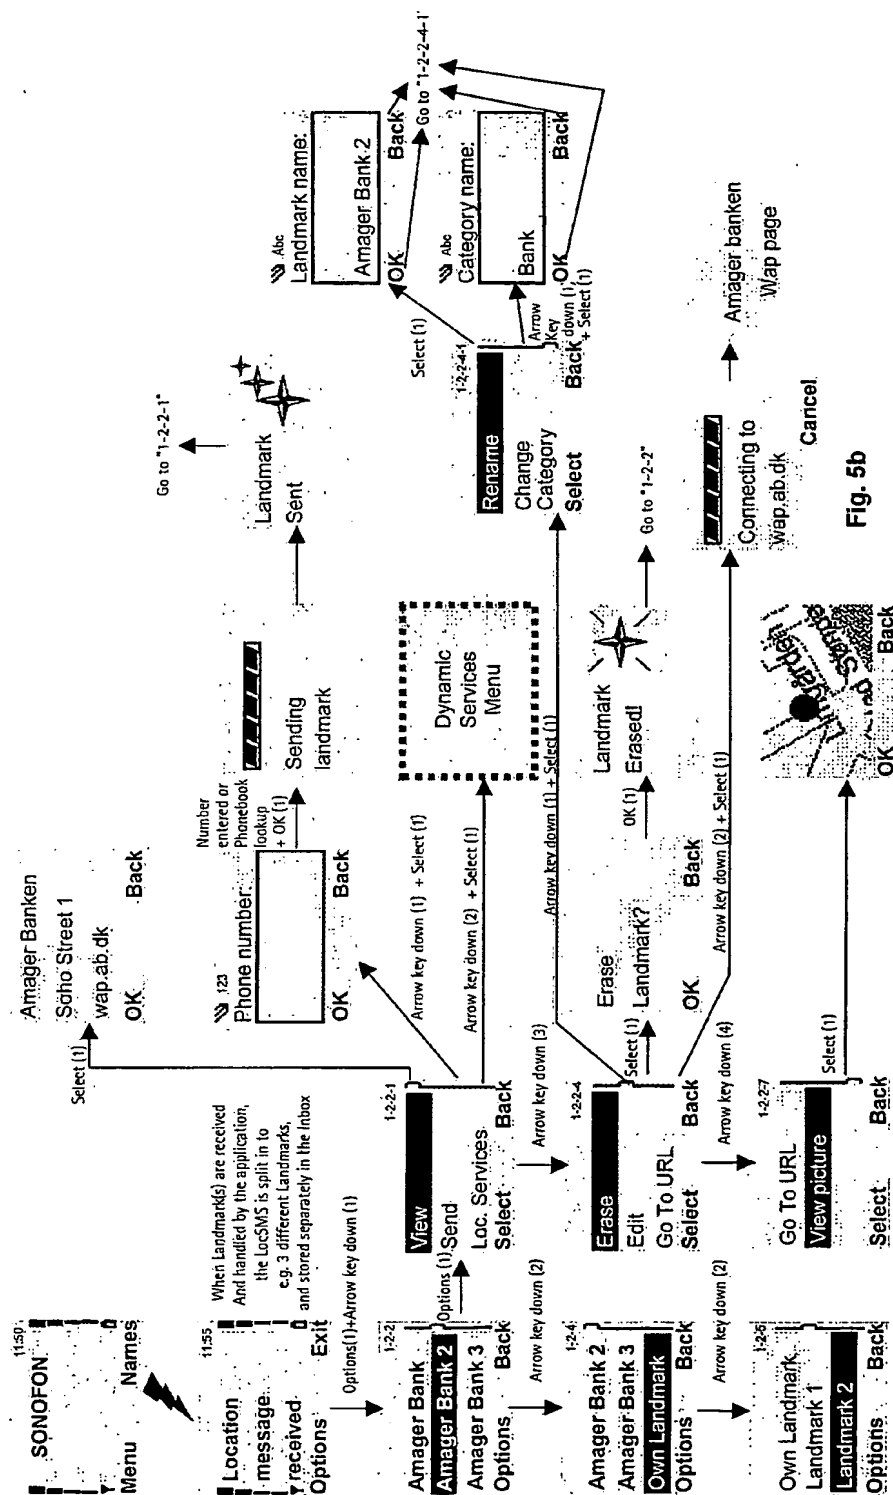 11:50
SONOFON
Menu
Names
11:55
Location
message
received
Options
Exit
When Landmark(s) are received
And handled by the application,
the LocSMS is split in to
e.g. 3 different Landmarks,
and stored separately in the Inbox
Options(1)+Arrow key down (1)
1-2-2
Amager Bank
Amager Bank 2
Amager Bank 3
Options
Back
Options (1)
Arrow key down (2)
1-2-4
Amager Bank 2
Amager Bank 3
Own Landmark
Options
Back
Arrow key down (2)
1-2-5
Own Landmark
Landmark 1
Landmark 2
Options
Back
1-2-2-1
View
Send
Loc. Services
Select
Back
Arrow key down (3)
1-2-2-4
Erase
Edit
Go To URL
Select
Back
Arrow key down (4)
1-2-2-7
Go To URL
View picture
Select
Back
Select (1)
Amager Banken
Soho Street 1
wap.ab.dk
OK
Back
Arrow key down (1) + Select (1)
123
Phone number:
OK
Back
Number
entered or
Phonebook
lookup
+ OK (1)
Sending
landmark
Landmark
Sent
Go to "1-2-2-1"
Arrow key down (2) + Select (1)
Dynamic
Services
Menu
Arrow key down (1) + Select (1)
1-2-2-4-1
Rename
Change
Category
Select
Back
Select (1)
Abc
Landmark name:
Amager Bank 2
OK
Back
Arrow
Key
down (1)
+ Select (1)
Abc
Category name:
Bank
OK
Back
Go to "1-2-2-4-1"
Select (1)
Erase
Landmark?
OK
Back
OK (1)
Landmark
Erased!
Go to "1-2-2"
Arrow key down (2) + Select (1)
Connecting to
wap.ab.dk
Cancel
Amager banken
Wap page
Select (1)
OK
Back
Fig. 5b